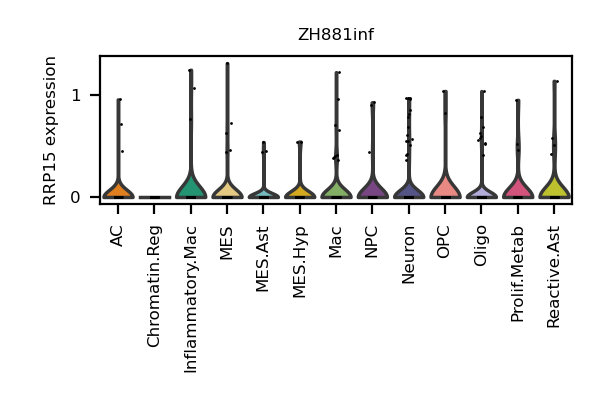 ZH881inf
RRP15 expression
1
0
AC
Chromatin.Reg
Inflammatory.Mac
MES
MES.Ast
MES.Hyp
Mac
NPC
Neuron
OPC
Oligo
Prolif.Metab
Reactive.Ast